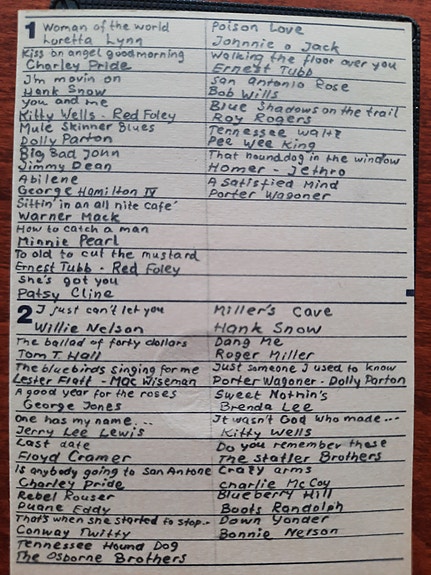 1 Woman of the world
Loretta Lynn
Kiss an angel goodmorning
Charley Pride
I'm movin on
Hank Snow
you and me
Kitty Wells - Red Foley
Mule Skinner Blues
Dolly Parton
Big Bad John
Jimmy Dean
Abilene
George Hamilton IV
Sittin' in an all nite cafe'
Warner Mack
How to catch a man
Minnie Pearl
To old to cut the mustard
Ernest Tubb - Red Foley
She's got you
Patsy Cline
Poison Love
Johnnie & Jack
Walking the floor over you
Ernest Tubb
San Antonio Rose
Bob Wills
Blue Shadows on the trail
Roy Rogers
Tennessee waltz
Pee Wee King
That hounddog in the window
Homer - Jethro
A Satisfied Mind
Porter Wagoner
2 I just can't let you
Willie Nelson
The ballad of forty dollars
Tom T. Hall
The bluebirds singing for me
Lester Flatt - Mac Wiseman
A good year for the roses
George Jones
One has my name...
Jerry Lee Lewis
Last date
Floyd Cramer
Is anybody going to San Antone
Charley Pride
Rebel Rouser
Duane Eddy
That's when she started to stop..
Conway Twitty
Tennessee Hound Dog
The Osborne Brothers
Miller's Cave
Hank Snow
Dang Me
Roger Miller
Just someone I used to know
Porter Wagoner - Dolly Parton
Sweet Nothin's
Brenda Lee
It wasn't God who made...
Kitty Wells
Do you remember these
The Statler Brothers
Crazy arms
Charlie McCoy
Blueberry Hill
Boots Randolph
Down Yonder
Bonnie Nelson